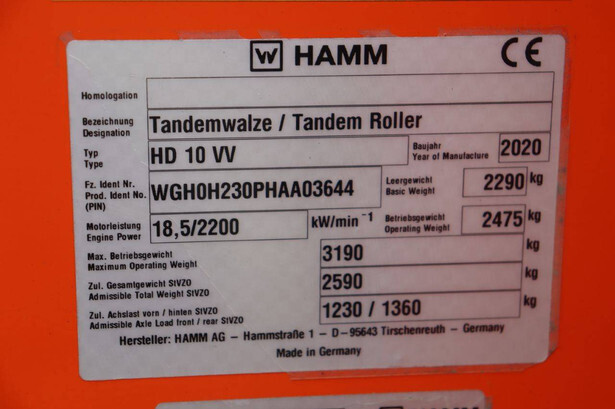 W HAMM CE
Homologation
Bezeichnung
Designation
Tandemwalze / Tandem Roller
Typ
Type
HD 10 VV
Baujahr
Year of Manufacture
2020
Fz. Ident Nr.
Prod. Ident No.
(PIN)
WGH0H230PHAA03644
Leergewicht
Basic Weight
2290 kg
Motorleistung
Engine Power
18,5/2200 kW/min⁻¹
Betriebsgewicht
Operating Weight
2475 kg
Max. Betriebsgewicht
Maximum Operating Weight
3190 kg
Zul. Gesamtgewicht StVZO
Admissible Total Weight StVZO
2590 kg
Zul. Achslast vorn / hinten StVZO
Admissible Axle Load front / rear StVZO
1230 / 1360 kg
Hersteller: HAMM AG - Hammstraße 1 - D-95643 Tirschenreuth - Germany
Made in Germany